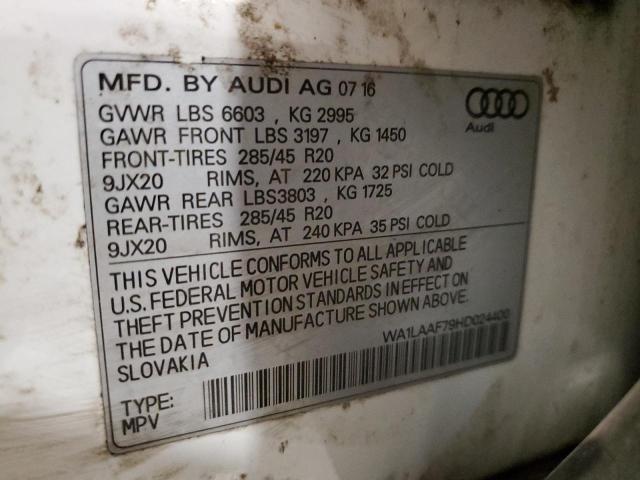 MFD. BY AUDI AG 07 16
GVWR LBS 6603 , KG 2995
GAWR FRONT LBS 3197 , KG 1450
FRONT-TIRES 285/45 R20
9JX20 RIMS, AT 220 KPA 32 PSI COLD
GAWR REAR LBS3803 , KG 1725
REAR-TIRES 285/45 R20
9JX20 RIMS, AT 240 KPA 35 PSI COLD
THIS VEHICLE CONFORMS TO ALL APPLICABLE
U.S. FEDERAL MOTOR VEHICLE SAFETY AND
THEFT PREVENTION STANDARDS IN EFFECT ON
THE DATE OF MANUFACTURE SHOWN ABOVE.
SLOVAKIA
WA1LAAF79HD024400
TYPE:
MPV
Audi